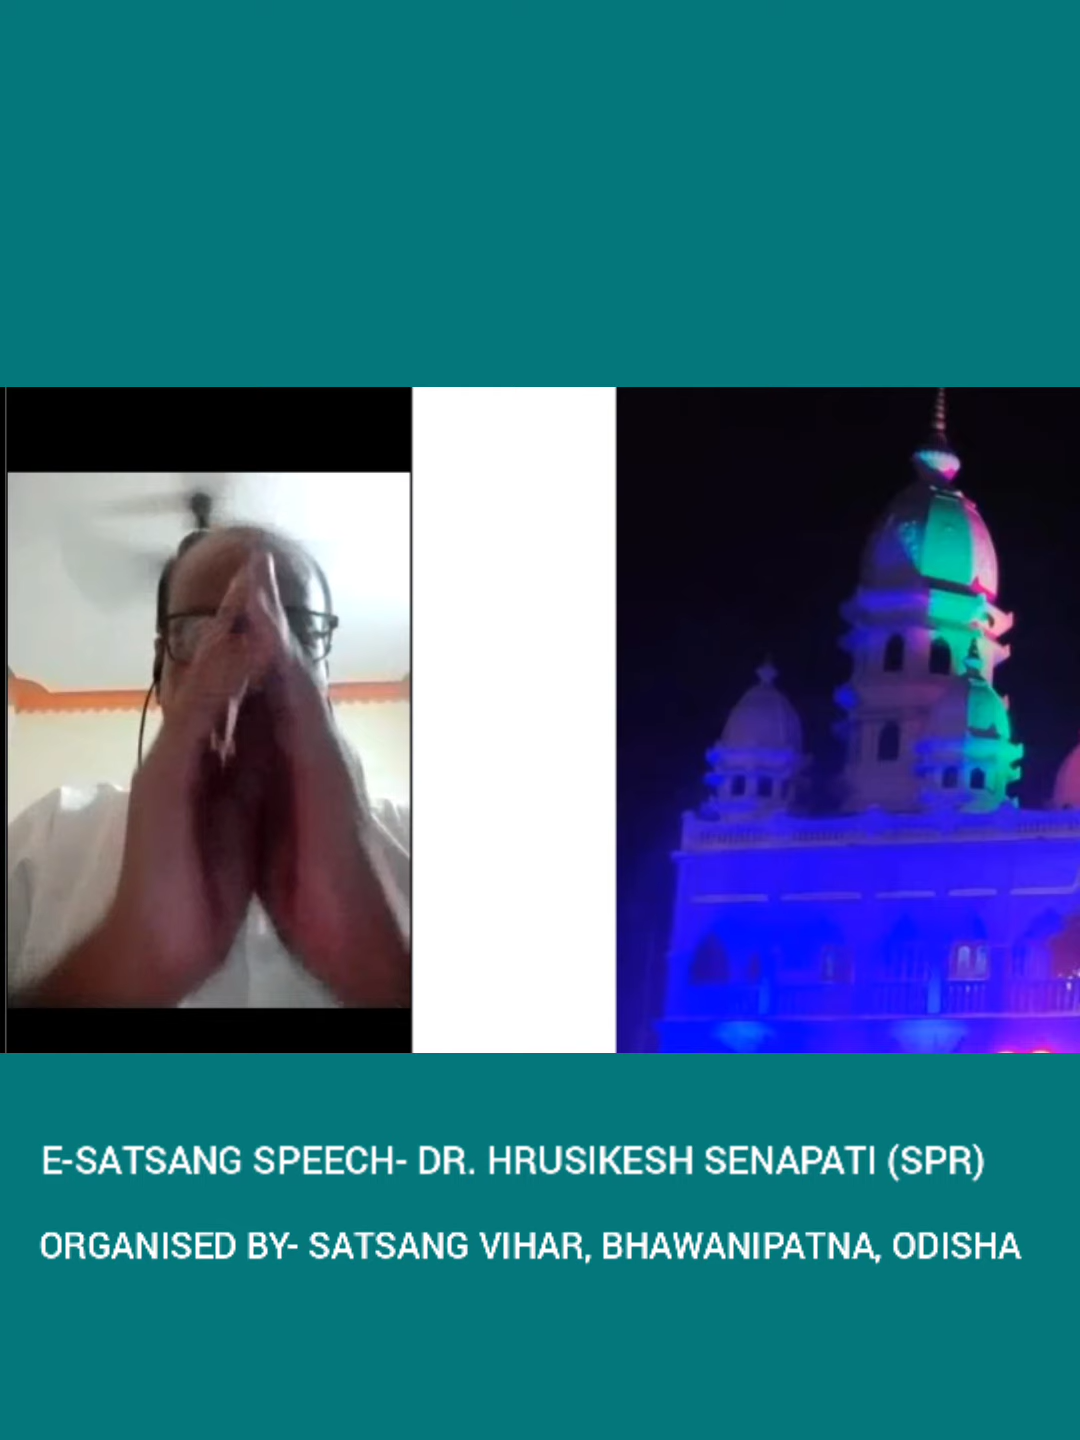 E-SATSANG SPEECH- DR. HRUSIKESH SENAPATI (SPR)
ORGANISED BY- SATSANG VIHAR, BHAWANIPATNA, ODISHA